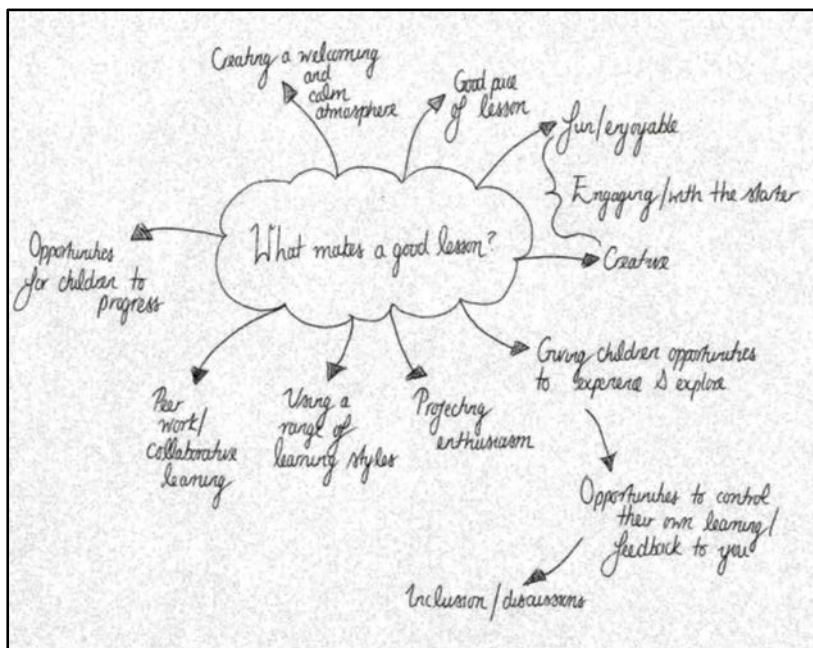 Creating a welcoming
and
calm
atmosphere
Good pace
of lesson
fun/enjoyable
Engaging/with the starter
Creative
What makes a good lesson?
Opportunities
for children to
progress
Peer
work/
collaborative
learning
Using a
range of
learning styles
Projecting
enthusiasm
Giving children opportunities
to experience & explore
Opportunities to control
their own learning/
feedback to you
Inclusion/discussions